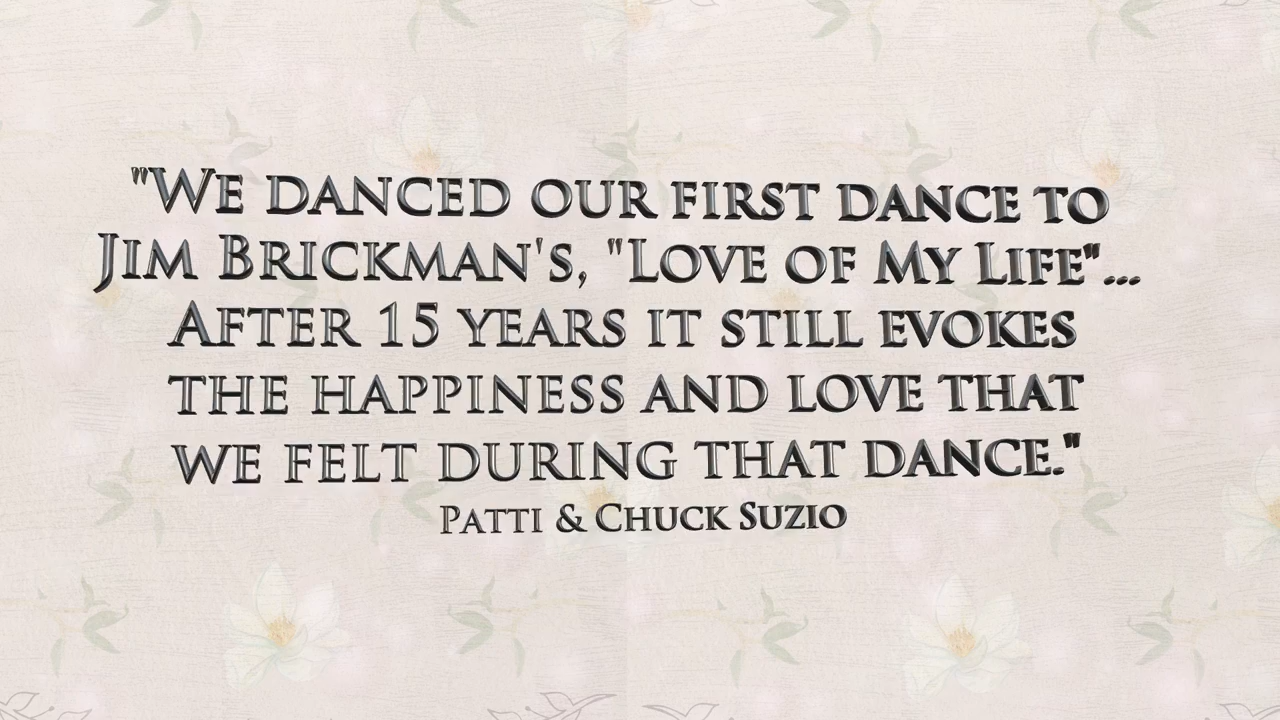 "We danced our first dance to
Jim Brickman's, "Love of My Life"...
After 15 years it still evokes
the happiness and love that
we felt during that dance."
Patti & Chuck Suzio